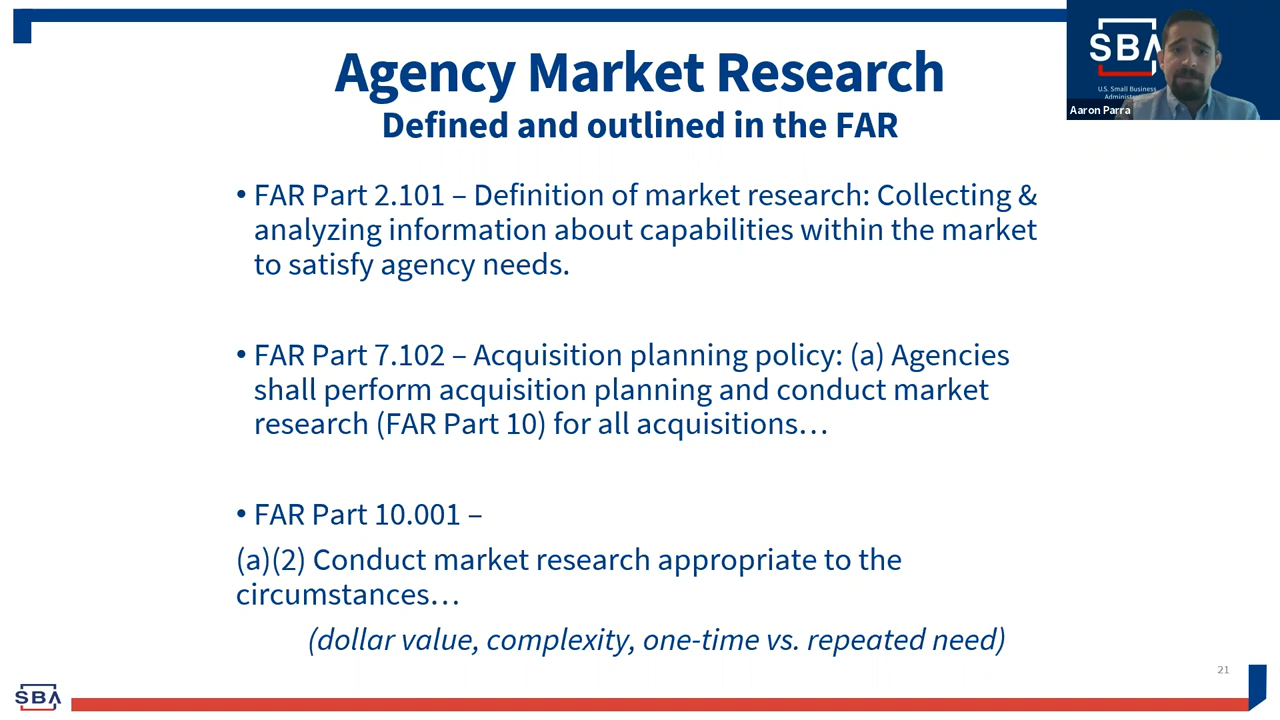 Agency Market Research
Defined and outlined in the FAR
SBA
U.S. Small Business
Aaron Parra
• FAR Part 2.101 – Definition of market research: Collecting &
analyzing information about capabilities within the market
to satisfy agency needs.
• FAR Part 7.102 – Acquisition planning policy: (a) Agencies
shall perform acquisition planning and conduct market
research (FAR Part 10) for all acquisitions…
• FAR Part 10.001 –
(a)(2) Conduct market research appropriate to the
circumstances…
(dollar value, complexity, one-time vs. repeated need)
21
SBA